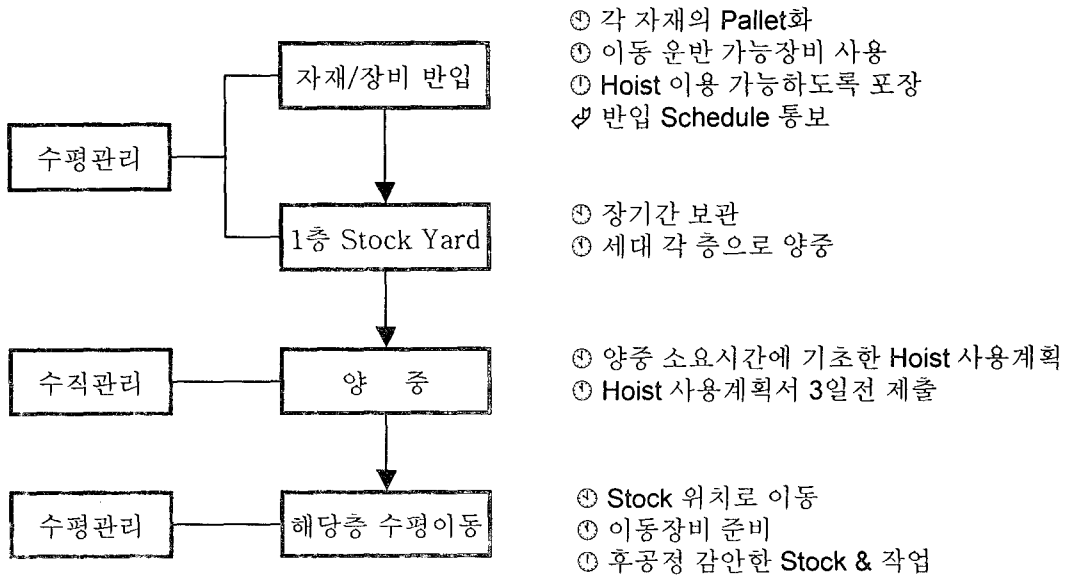 🕘 각 자재의 Pallet화
🕚 이동 운반 가능장비 사용
자재/장비 반입
🕛 Hoist 이용 가능하도록 포장
반입 Schedule 통보
수평관리
🕘 장기간 보관
1층 Stock Yard
🕚 세대 각 층으로 양중
🕘 양중 소요시간에 기초한 Hoist 사용계획
수직관리
양 중
🕚 Hoist 사용계획서 3일전 제출
🕘 Stock 위치로 이동
수평관리
해당층 수평이동
🕚 이동장비 준비
🕛 후공정 감안한 Stock & 작업